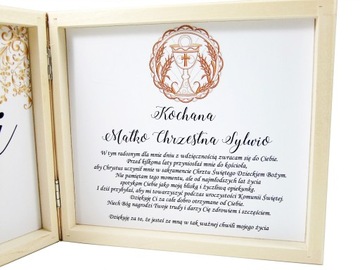 Kochana
Matko Chrzestna Sylwio
W tym radosnym dla mnie dniu z wdzięcznością zwracam się do Ciebie.
Przed kilkoma laty przyniosłaś mnie do kościoła,
aby Chrystus uczynił mnie w sakramencie Chrztu Świętego Dzieckiem Bożym.
Nie pamiętam tego momentu, ale od najmłodszych lat życia
spotykam Ciebie jako moją bliską i życzliwą opiekunkę.
I dziś przybyłaś, aby mi towarzyszyć podczas uroczystości Komunii Świętej.
Dziękuję Ci za całe dobro otrzymane od Ciebie.
Niech Bóg nagrodzi Twoje trudy i darzy Cię zdrowiem i szczęściem.
Dziękuję za to, że jesteś ze mną w tak ważnej chwili mojego życia